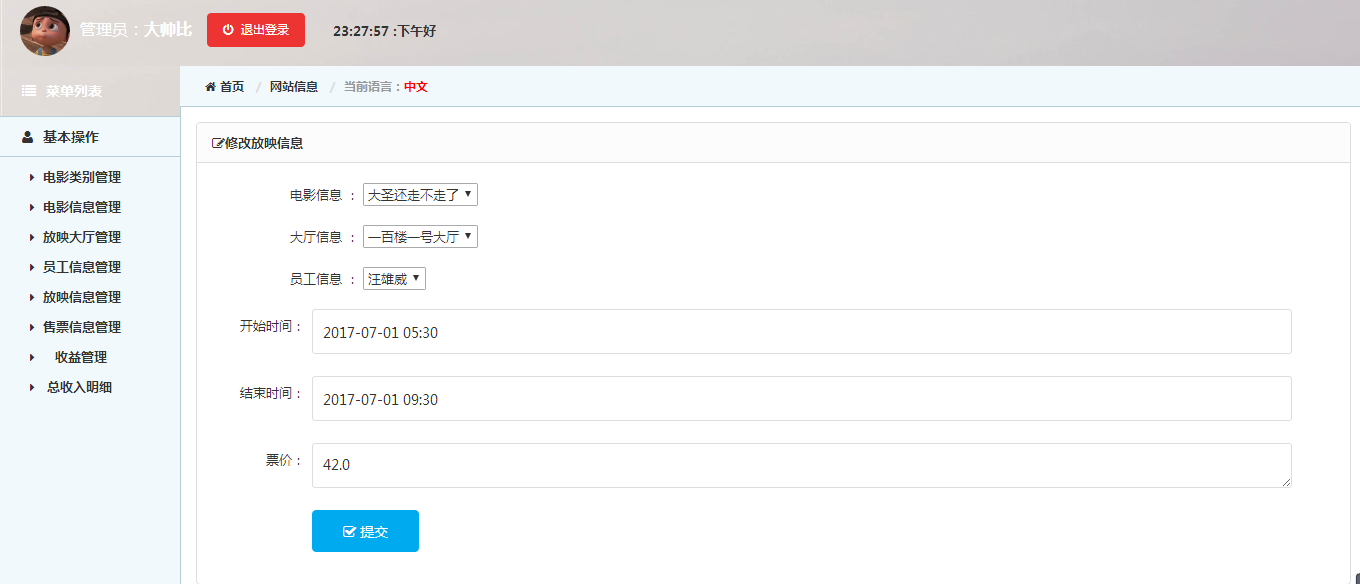 管理员：大帅比 退出登录 23:27:57 :下午好
菜单列表
首页 / 网站信息 / 当前语言：中文
基本操作
电影类别管理
电影信息管理
放映大厅管理
员工信息管理
放映信息管理
售票信息管理
收益管理
总收入明细
修改放映信息
电影信息 ： 大圣还走不走了
大厅信息 ： 一百楼一号大厅
员工信息 ： 汪雄威
开始时间： 2017-07-01 05:30
结束时间： 2017-07-01 09:30
票价： 42.0
提交